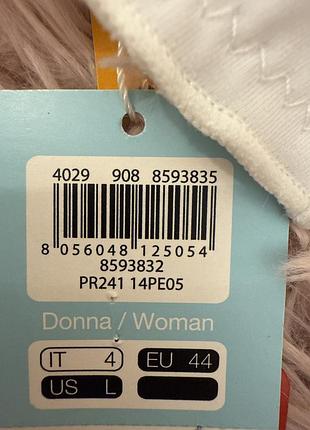 4029 908 8593835
8 056048 125054
8593832
PR241 14PE05
Donna / Woman
IT 4 EU 44
US L